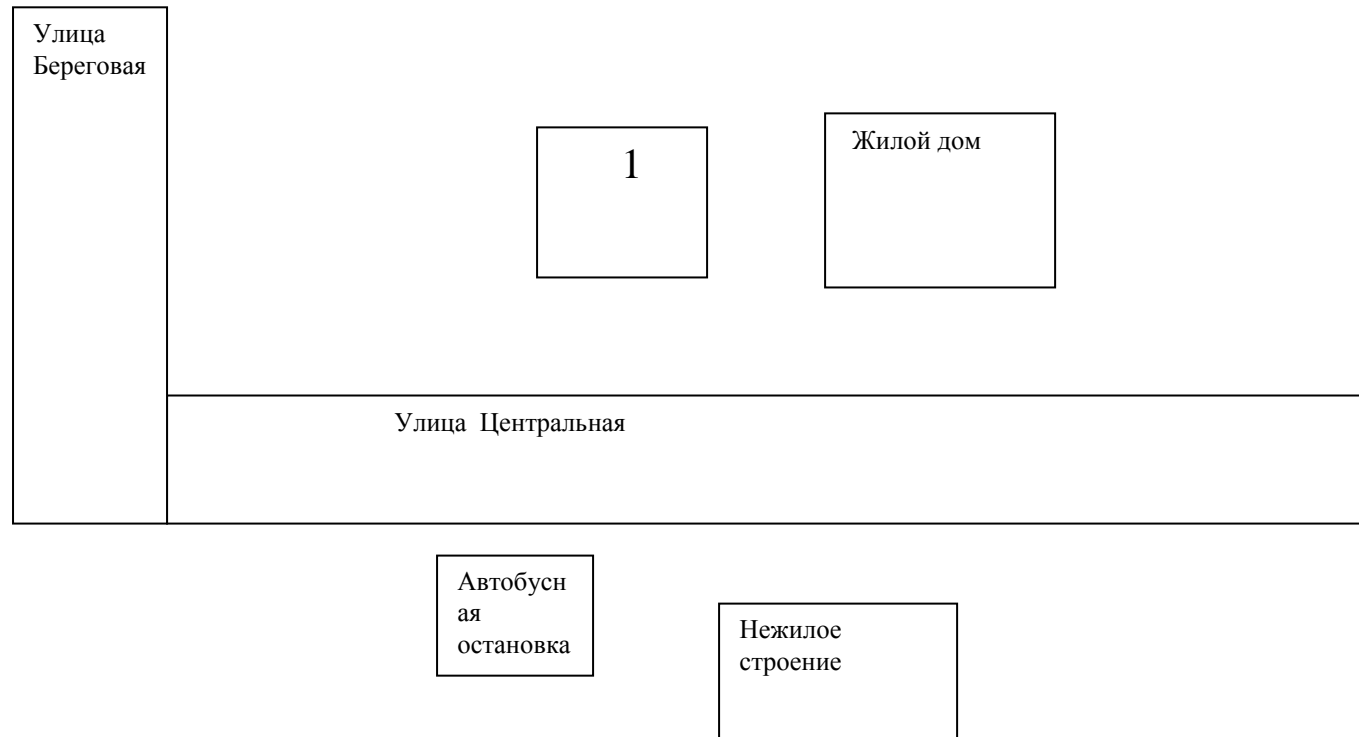 Улица
Береговая
1
Жилой дом
Улица Центральная
Автобусн
ая
остановка
Нежилое
строение